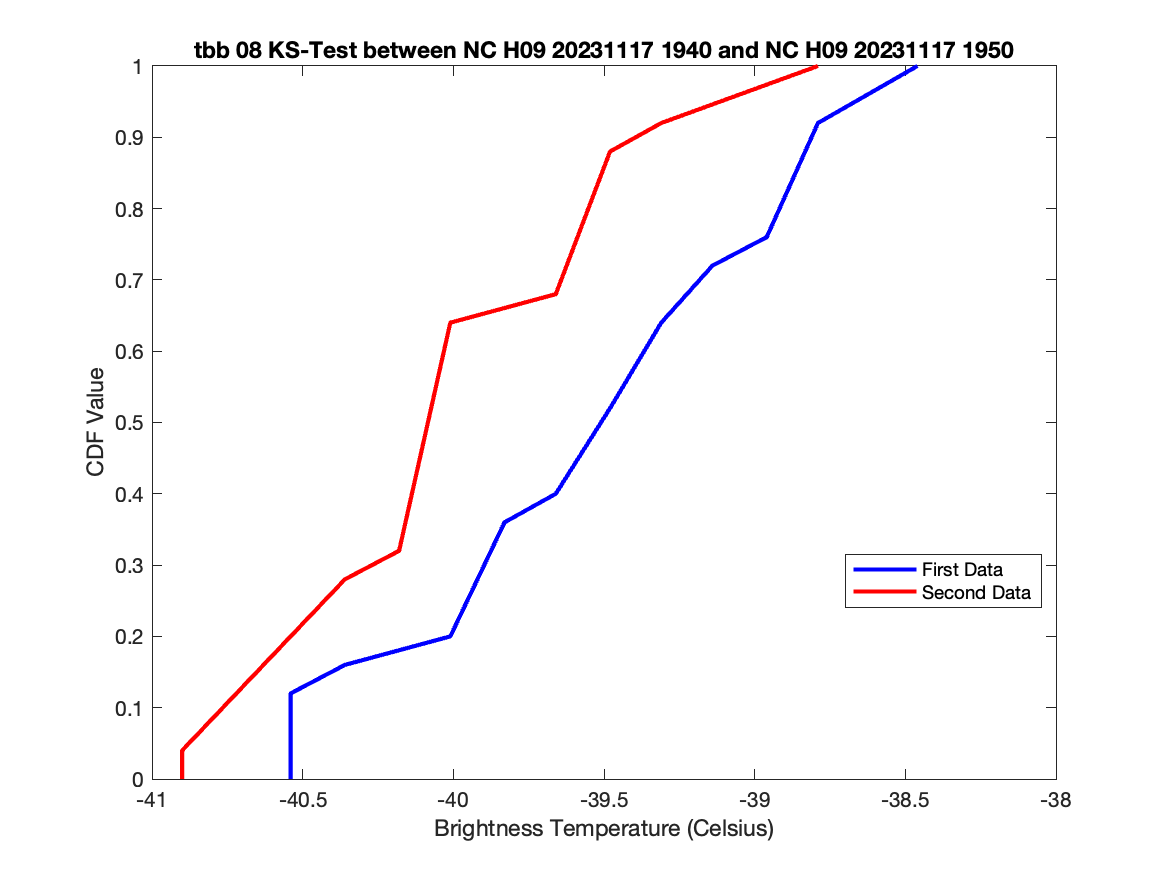 tbb 08 KS-Test between NC H09 20231117 1940 and NC H09 20231117 1950
1
0.9
0.8
0.7
0.6
0.5
0.4
0.3
0.2
0.1
0
CDF Value
First Data
Second Data
-41 -40.5 -40 -39.5 -39 -38.5 -38
Brightness Temperature (Celsius)